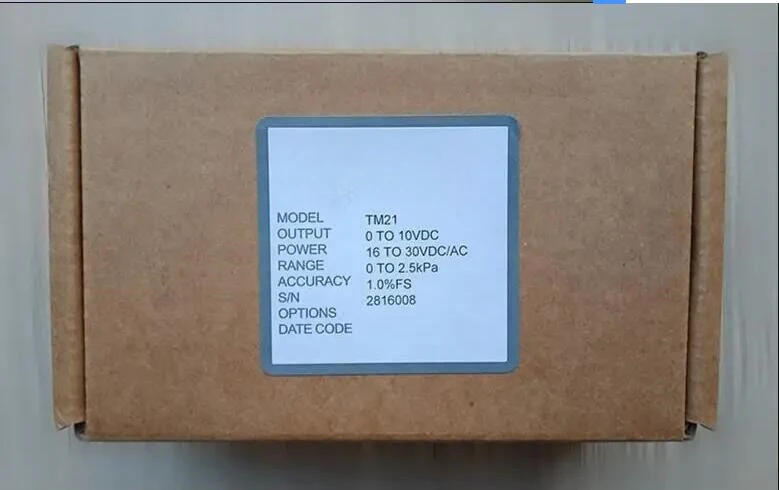 MODEL TM21
OUTPUT 0 TO 10VDC
POWER 16 TO 30VDC/AC
RANGE 0 TO 2.5kPa
ACCURACY 1.0%FS
S/N 2816008
OPTIONS
DATE CODE